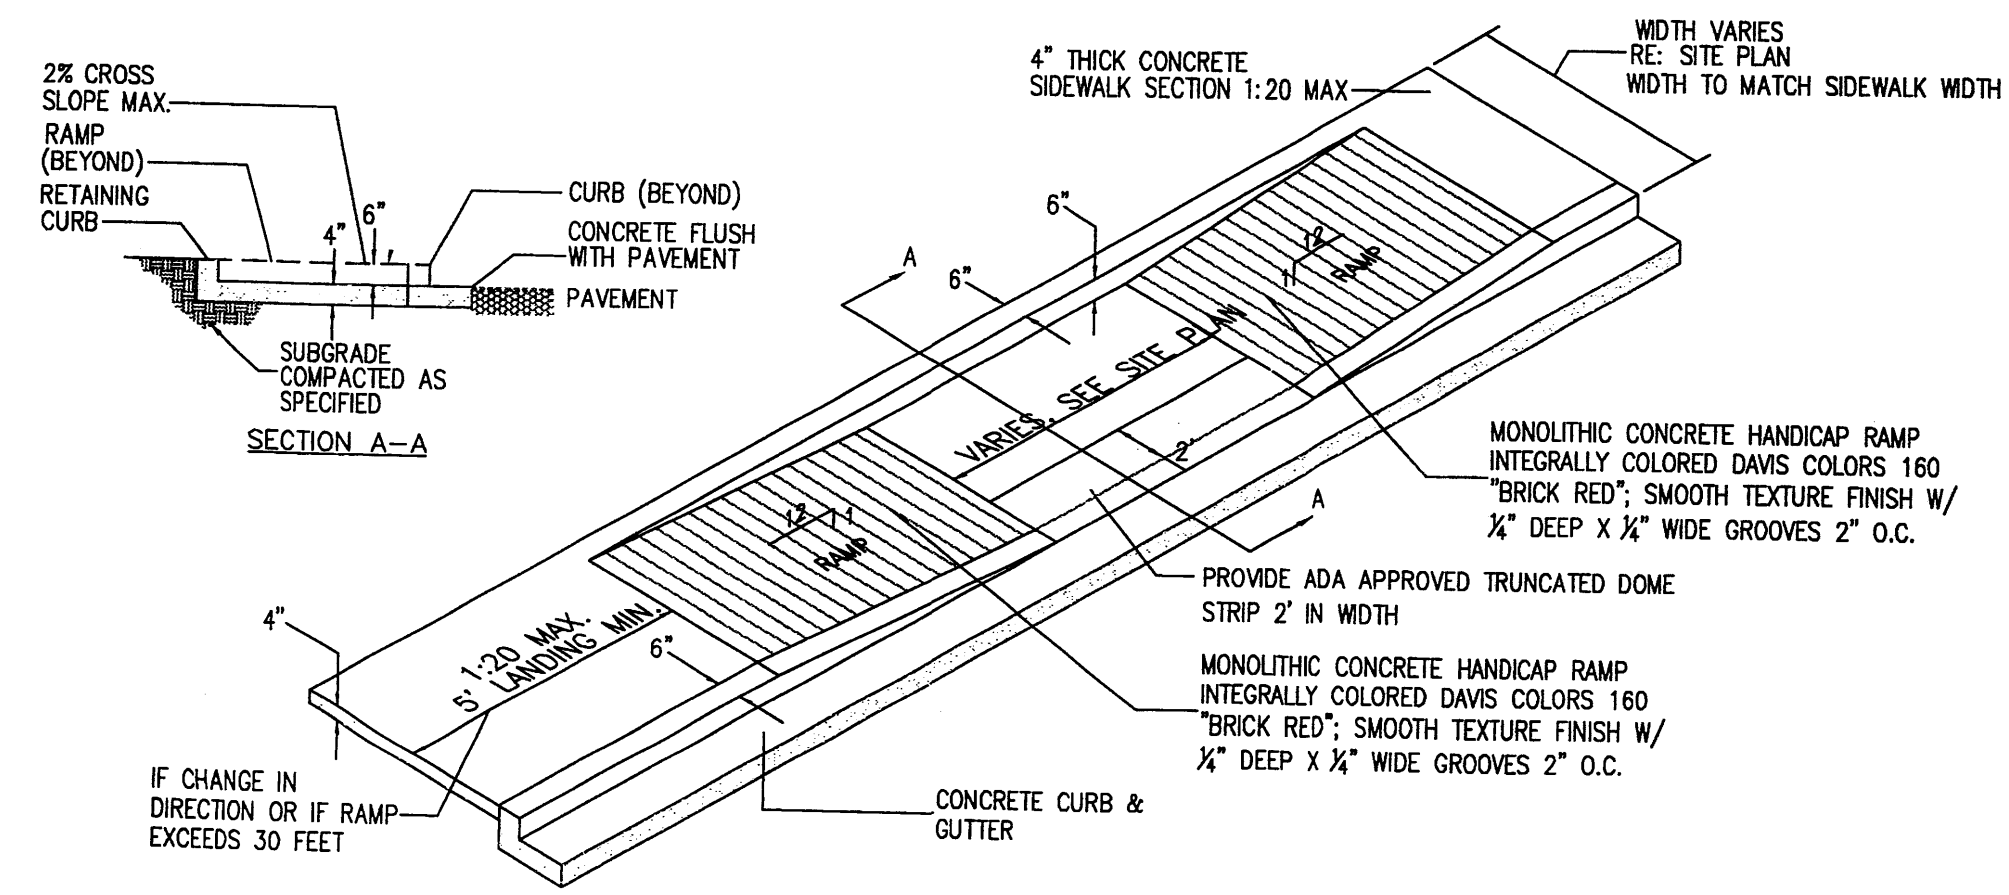 2% CROSS
SLOPE MAX.
RAMP
(BEYOND)
RETAINING
CURB
4"
6"
CURB (BEYOND)
CONCRETE FLUSH
WITH PAVEMENT
PAVEMENT
SUBGRADE
COMPACTED AS
SPECIFIED
SECTION A-A
4" THICK CONCRETE
SIDEWALK SECTION 1:20 MAX
WIDTH VARIES
RE: SITE PLAN
WIDTH TO MATCH SIDEWALK WIDTH
6"
6"
A
12
1
RAMP
VARIES, SEE SITE PLAN
2'
A
12
1
RAMP
MONOLITHIC CONCRETE HANDICAP RAMP
INTEGRALLY COLORED DAVIS COLORS 160
"BRICK RED"; SMOOTH TEXTURE FINISH W/
¼" DEEP X ¼" WIDE GROOVES 2" O.C.
PROVIDE ADA APPROVED TRUNCATED DOME
STRIP 2' IN WIDTH
MONOLITHIC CONCRETE HANDICAP RAMP
INTEGRALLY COLORED DAVIS COLORS 160
"BRICK RED"; SMOOTH TEXTURE FINISH W/
¼" DEEP X ¼" WIDE GROOVES 2" O.C.
4"
1:20 MAX.
5' LANDING MIN.
6"
IF CHANGE IN
DIRECTION OR IF RAMP
EXCEEDS 30 FEET
CONCRETE CURB &
GUTTER